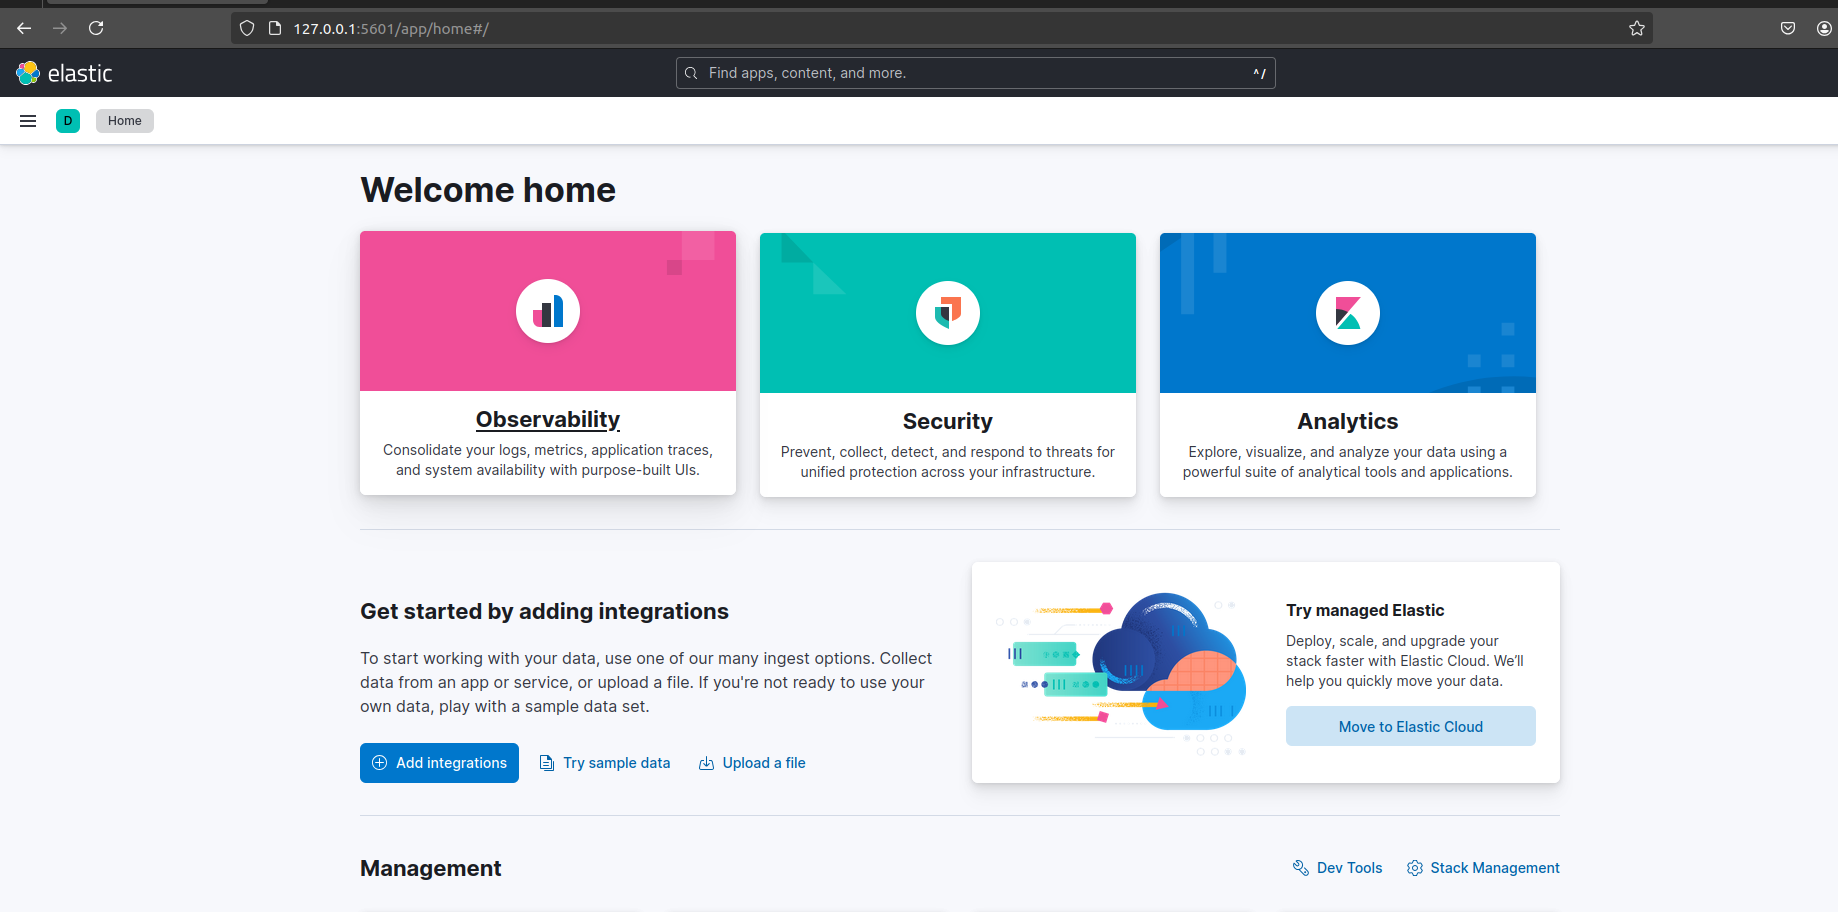 127.0.0.1:5601/app/home#/
elastic
Find apps, content, and more.
^/
D
Home
Welcome home
Observability
Consolidate your logs, metrics, application traces,
and system availability with purpose-built UIs.
Security
Prevent, collect, detect, and respond to threats for
unified protection across your infrastructure.
Analytics
Explore, visualize, and analyze your data using a
powerful suite of analytical tools and applications.
Get started by adding integrations
To start working with your data, use one of our many ingest options. Collect
data from an app or service, or upload a file. If you're not ready to use your
own data, play with a sample data set.
Add integrations
Try sample data
Upload a file
Try managed Elastic
Deploy, scale, and upgrade your
stack faster with Elastic Cloud. We’ll
help you quickly move your data.
Move to Elastic Cloud
Management
Dev Tools
Stack Management